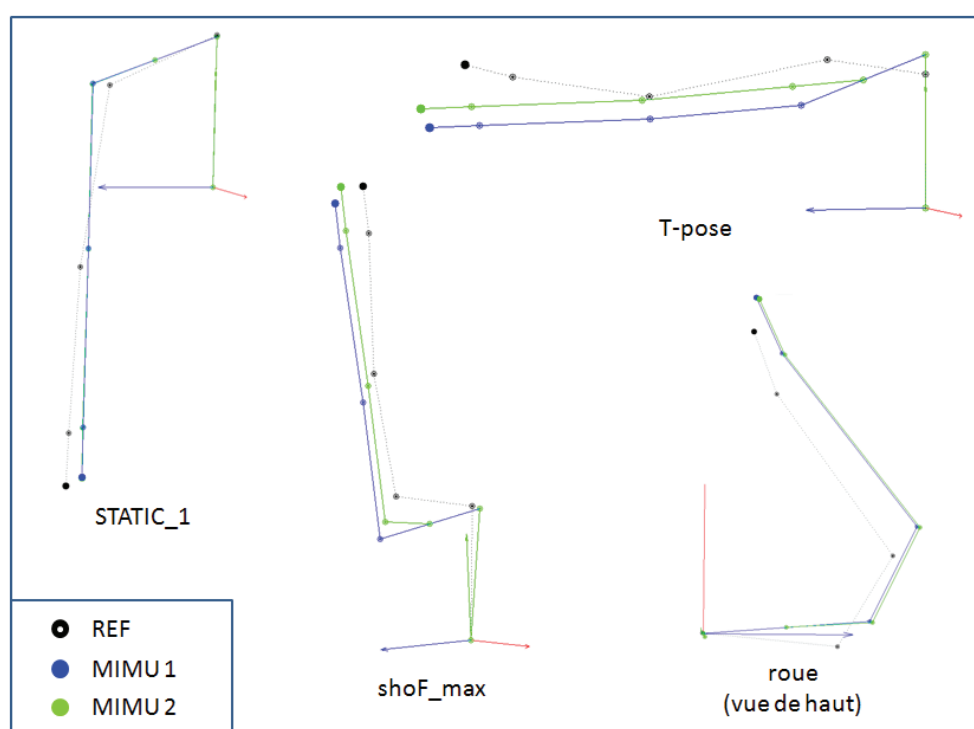 T-pose
STATIC_1
shoF_max
roue
(vue de haut)
REF
MIMU 1
MIMU 2